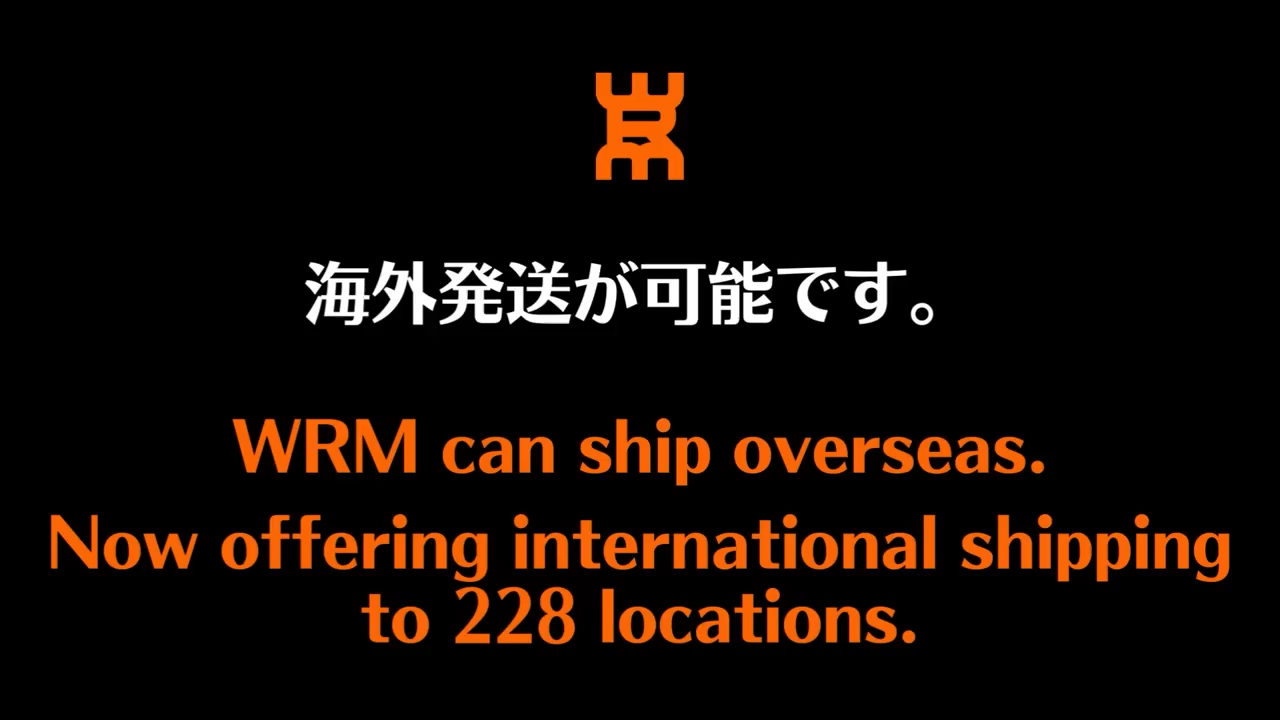 海外発送が可能です。
WRM can ship overseas.
Now offering international shipping
to 228 locations.